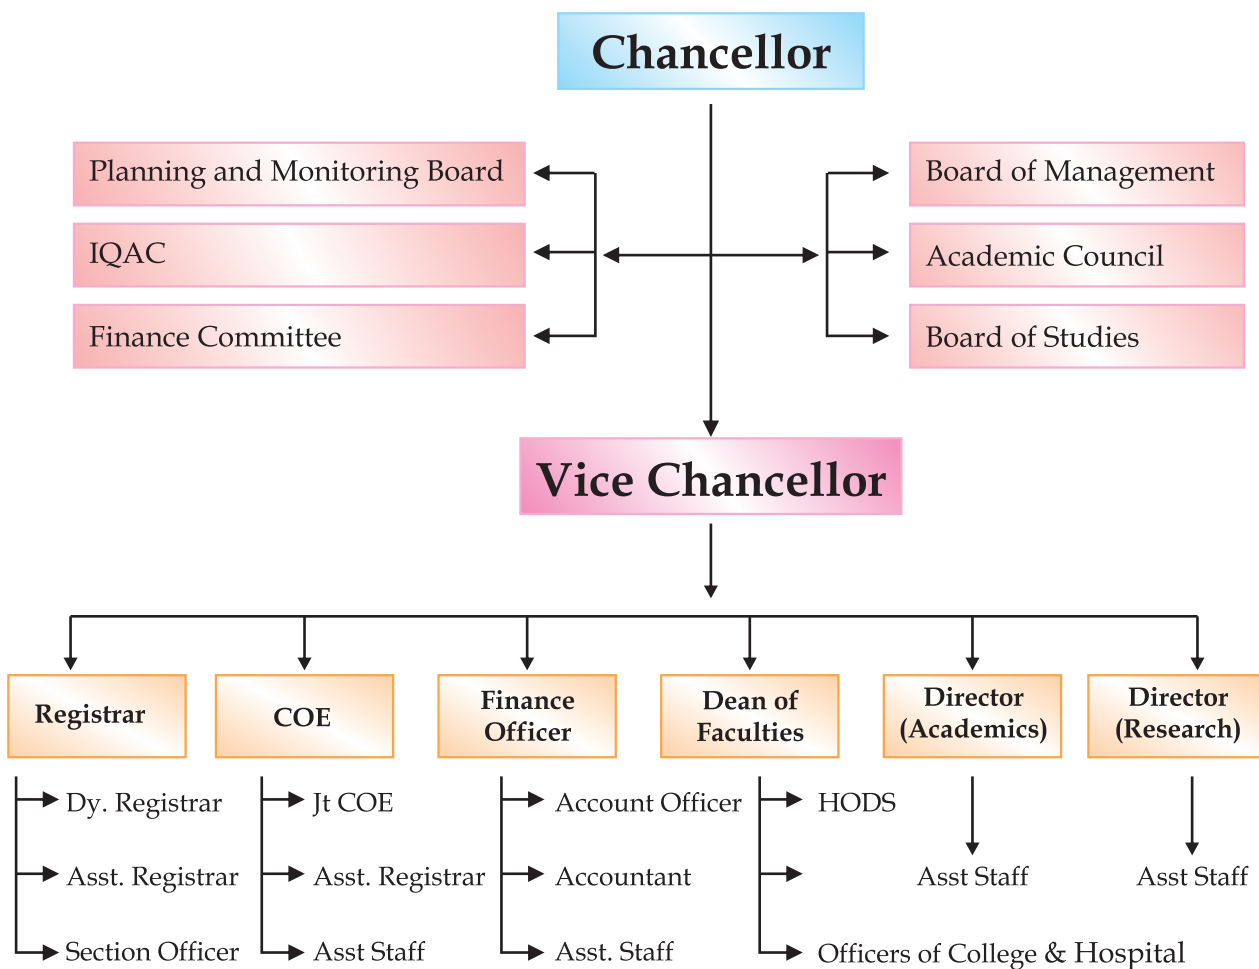 Chancellor
Planning and Monitoring Board
IQAC
Finance Committee
Board of Management
Academic Council
Board of Studies
Vice Chancellor
Registrar
COE
Finance
Officer
Dean of
Faculties
Director
(Academics)
Director
(Research)
Dy. Registrar
Asst. Registrar
Section Officer
Jt COE
Asst. Registrar
Asst Staff
Account Officer
Accountant
Asst. Staff
HODS
Officers of College & Hospital
Asst Staff
Asst Staff